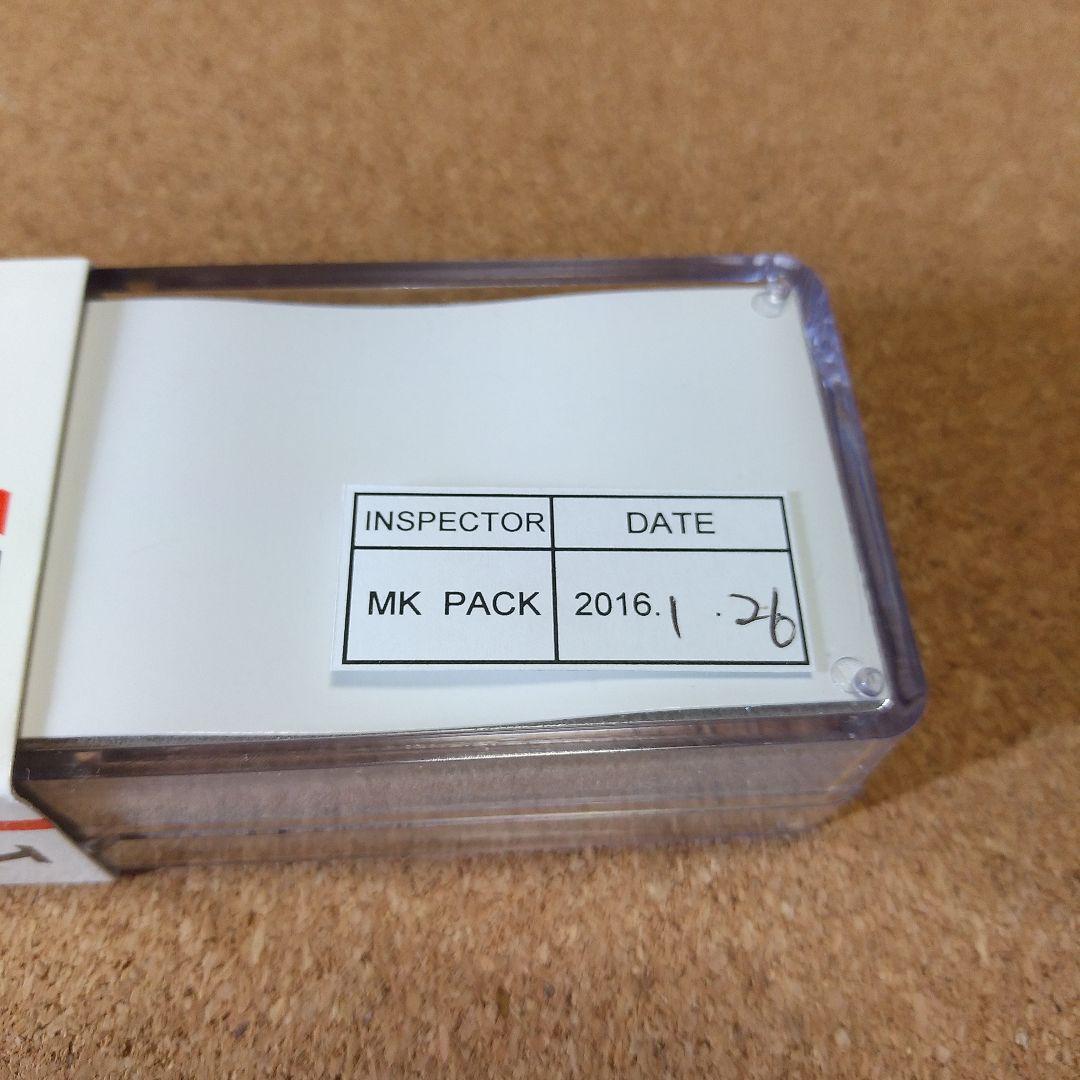 INSPECTOR DATE
MK PACK 2016.1.26